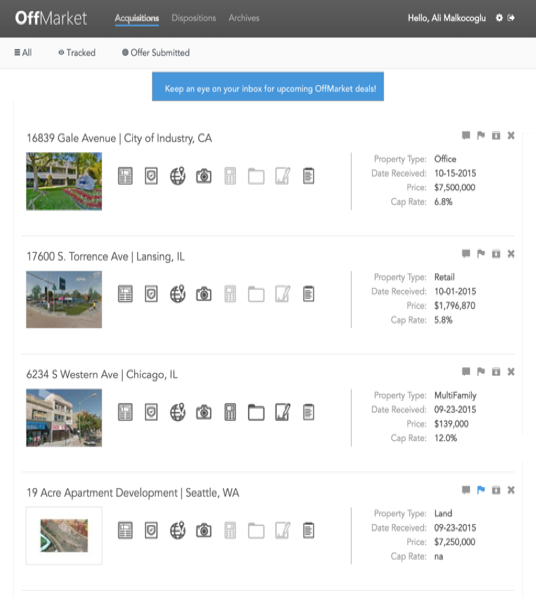 OffMarket
Acquisitions Dispositions Archives
Hello, Ali Malkocoglu
All Tracked Offer Submitted
Keep an eye on your inbox for upcoming OffMarket deals!
16839 Gale Avenue | City of Industry, CA
Property Type: Office
Date Received: 10-15-2015
Price: $7,500,000
Cap Rate: 6.8%
17600 S. Torrence Ave | Lansing, IL
Property Type: Retail
Date Received: 10-01-2015
Price: $1,796,870
Cap Rate: 5.8%
6234 S Western Ave | Chicago, IL
Property Type: MultiFamily
Date Received: 09-23-2015
Price: $139,000
Cap Rate: 12.0%
19 Acre Apartment Development | Seattle, WA
Property Type: Land
Date Received: 09-23-2015
Price: $7,250,000
Cap Rate: na